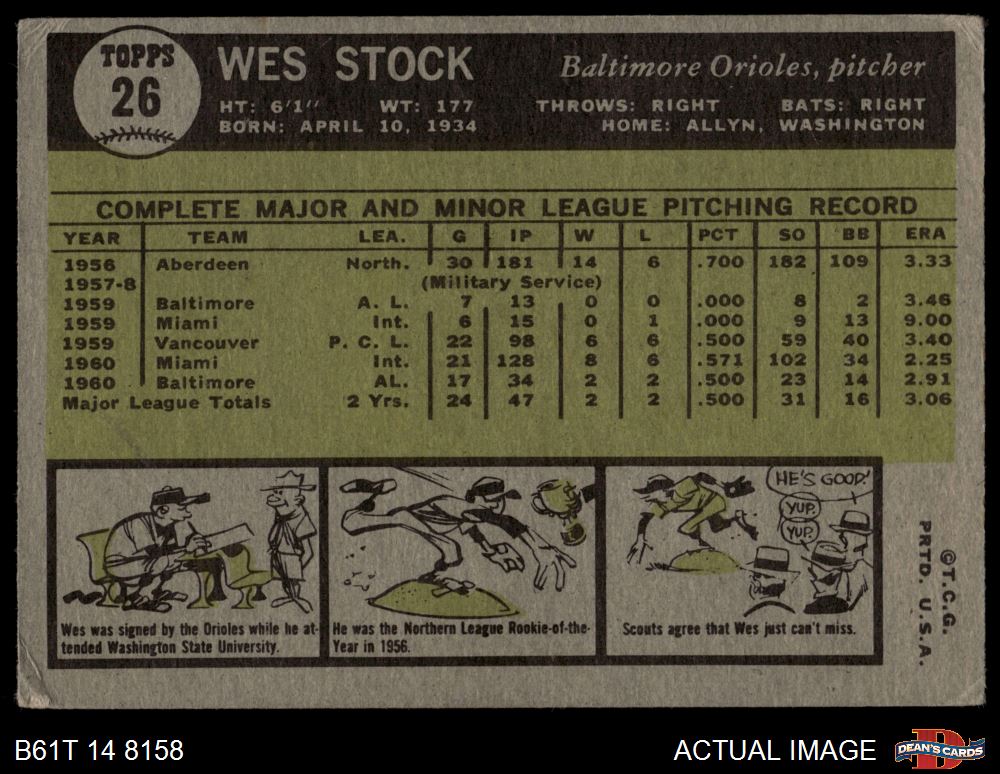 TOPPS
26
WES STOCK
Baltimore Orioles, pitcher
HT: 6'1" WT: 177 THROWS: RIGHT BATS: RIGHT
BORN: APRIL 10, 1934 HOME: ALLYN, WASHINGTON
COMPLETE MAJOR AND MINOR LEAGUE PITCHING RECORD
YEAR TEAM LEA. G IP W L PCT SO BB ERA
1956 Aberdeen North. 30 181 14 6 .700 182 109 3.33
1957-8 (Military Service)
1959 Baltimore A. L. 7 13 0 0 .000 8 2 3.46
1959 Miami Int. 6 15 0 1 .000 9 13 9.00
1959 Vancouver P. C. L. 22 98 6 6 .500 59 40 3.40
1960 Miami Int. 21 128 8 6 .571 102 34 2.25
1960 Baltimore AL. 17 34 2 2 .500 23 14 2.91
Major League Totals 2 Yrs. 24 47 2 2 .500 31 16 3.06
Wes was signed by the Orioles while he at-
tended Washington State University.
He was the Northern League Rookie-of-the-
Year in 1956.
HE'S GOOD!
YUP.
YUP.
Scouts agree that Wes just can't miss.
©T.C.G.
PRTD. U.S.A.
B61T 14 8158
ACTUAL IMAGE
D
DEAN'S CARDS